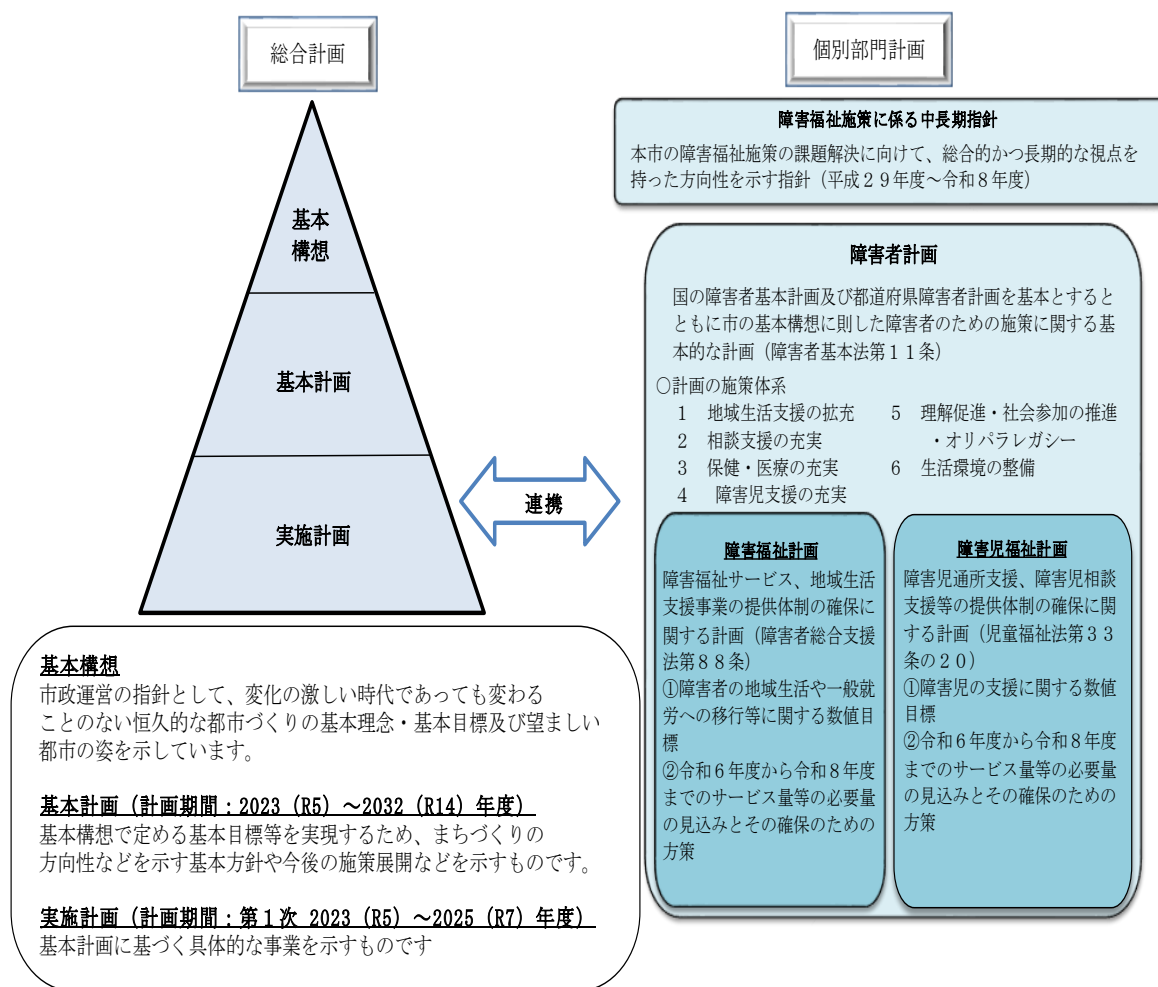 総合計画
基本
構想
基本計画
実施計画
基本構想
市政運営の指針として、変化の激しい時代であっても変わる
ことのない恒久的な都市づくりの基本理念・基本目標及び望ましい
都市の姿を示しています。
基本計画（計画期間：2023（R5）～2032（R14）年度）
基本構想で定める基本目標等を実現するため、まちづくりの
方向性などを示す基本方針や今後の施策展開などを示すものです。
実施計画（計画期間：第１次 2023（R5）～2025（R7）年度）
基本計画に基づく具体的な事業を示すものです
連携
個別部門計画
障害福祉施策に係る中長期指針
本市の障害福祉施策の課題解決に向けて、総合的かつ長期的な視点を
持った方向性を示す指針（平成２９年度～令和８年度）
障害者計画
国の障害者基本計画及び都道府県障害者計画を基本とすると
ともに市の基本構想に則した障害者のための施策に関する基
本的な計画（障害者基本法第１１条）
○計画の施策体系
1　地域生活支援の拡充
2　相談支援の充実
3　保健・医療の充実
4　障害児支援の充実
5　理解促進・社会参加の推進
・オリパラレガシー
6　生活環境の整備
障害福祉計画
障害福祉サービス、地域生活
支援事業の提供体制の確保に
関する計画（障害者総合支援
法第８８条）
①障害者の地域生活や一般就
労への移行等に関する数値目
標
②令和６年度から令和８年度
までのサービス量等の必要量
の見込みとその確保のための
方策
障害児福祉計画
障害児通所支援、障害児相談
支援等の提供体制の確保に関
する計画（児童福祉法第３３
条の２０）
①障害児の支援に関する数値
目標
②令和６年度から令和８年度
までのサービス量等の必要量
の見込みとその確保のための
方策